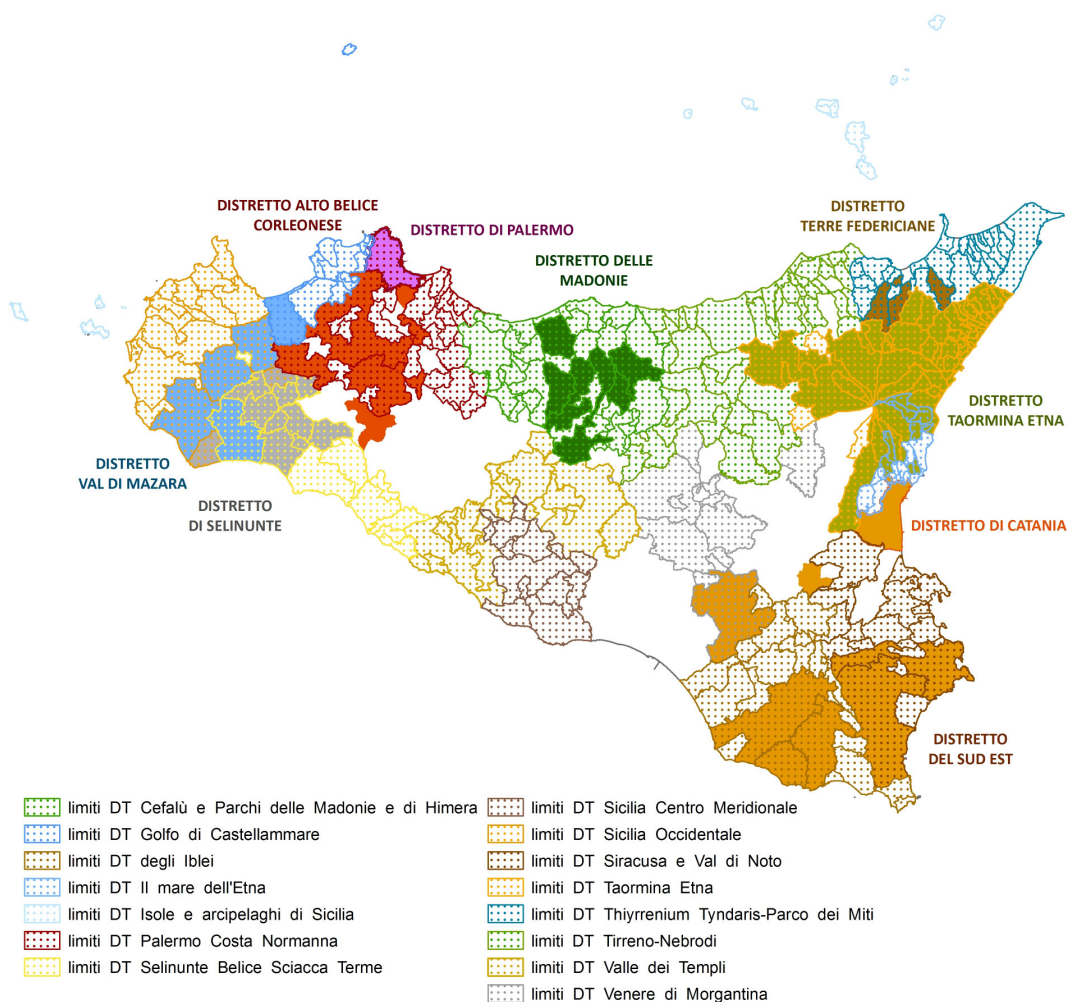 DISTRETTO ALTO BELICE
CORLEONESE
DISTRETTO DI PALERMO
DISTRETTO
TERRE FEDERICIANE
DISTRETTO DELLE
MADONIE
DISTRETTO
TAORMINA ETNA
DISTRETTO
VAL DI MAZARA
DISTRETTO
DI SELINUNTE
DISTRETTO DI CATANIA
DISTRETTO
DEL SUD EST
limiti DT Cefalù e Parchi delle Madonie e di Himera
limiti DT Golfo di Castellammare
limiti DT degli Iblei
limiti DT Il mare dell'Etna
limiti DT Isole e arcipelaghi di Sicilia
limiti DT Palermo Costa Normanna
limiti DT Selinunte Belice Sciacca Terme
limiti DT Sicilia Centro Meridionale
limiti DT Sicilia Occidentale
limiti DT Siracusa e Val di Noto
limiti DT Taormina Etna
limiti DT Thiyrrenium Tyndaris-Parco dei Miti
limiti DT Tirreno-Nebrodi
limiti DT Valle dei Templi
limiti DT Venere di Morgantina